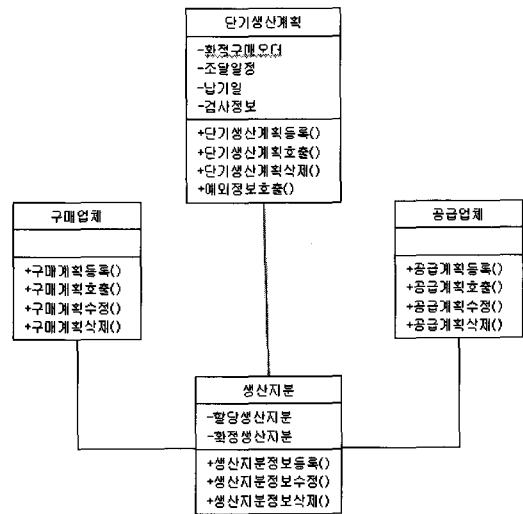 단기생산계획
-확정구매오더
-조달일정
-납기일
-검사정보
+단기생산계획등록()
+단기생산계획호출()
+단기생산계획삭제()
+예외정보호출()
구매업체
+구매계획등록()
+구매계획호출()
+구매계획수정()
+구매계획삭제()
공급업체
+공급계획등록()
+공급계획호출()
+공급계획수정()
+공급계획삭제()
생산지분
-할당생산지분
-확정생산지분
+생산지분정보등록()
+생산지분정보수정()
+생산지분정보삭제()